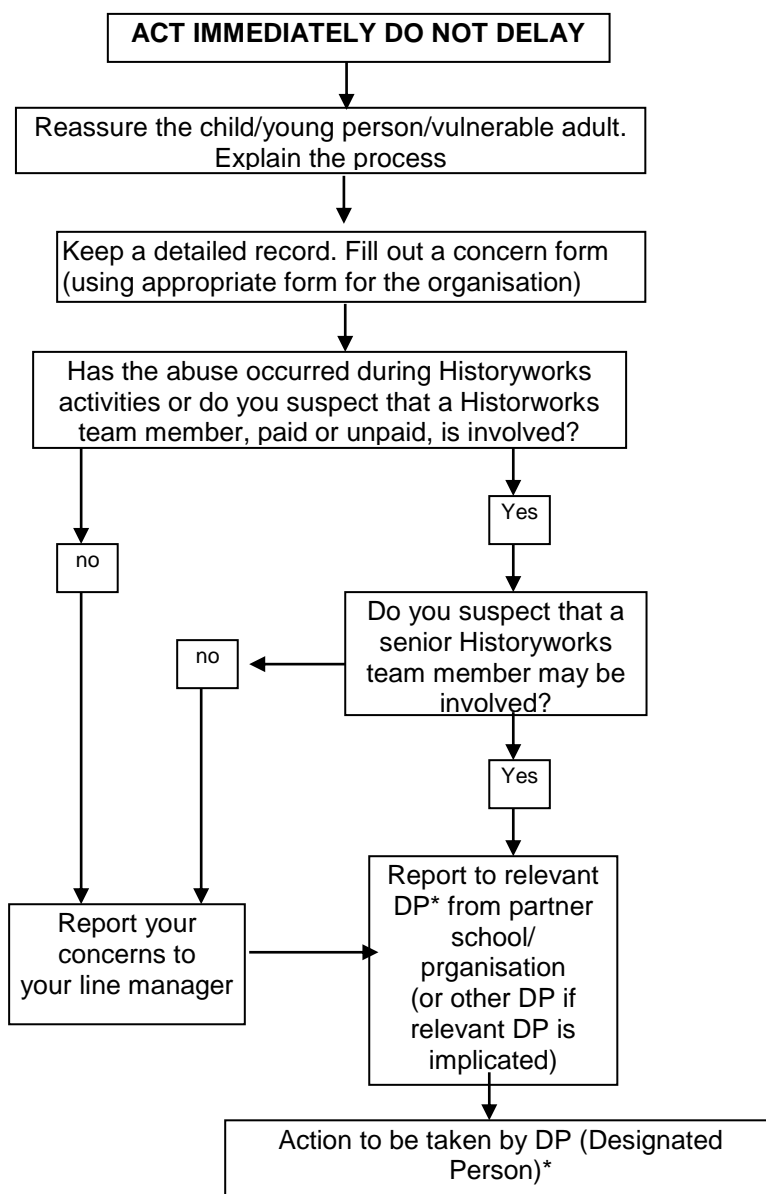 ACT IMMEDIATELY DO NOT DELAY
Reassure the child/young person/vulnerable adult.
Explain the process
Keep a detailed record. Fill out a concern form
(using appropriate form for the organisation)
Has the abuse occurred during Historyworks
activities or do you suspect that a Historworks
team member, paid or unpaid, is involved?
Yes
no
Do you suspect that a
senior Historyworks
team member may be
involved?
no
Yes
Report to relevant
DP* from partner
school/
prganisation
(or other DP if
relevant DP is
implicated)
Report your
concerns to
your line manager
Action to be taken by DP (Designated
Person)*